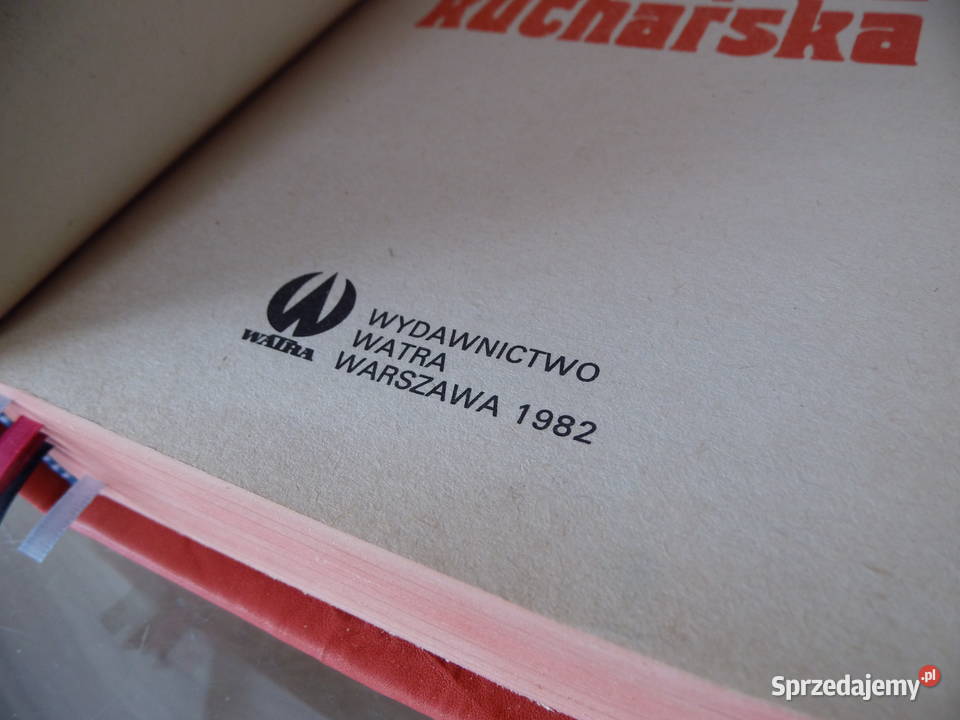 kucharska
WATRA
WYDAWNICTWO
WATRA
WARSZAWA 1982
Sprzedajemy.pl